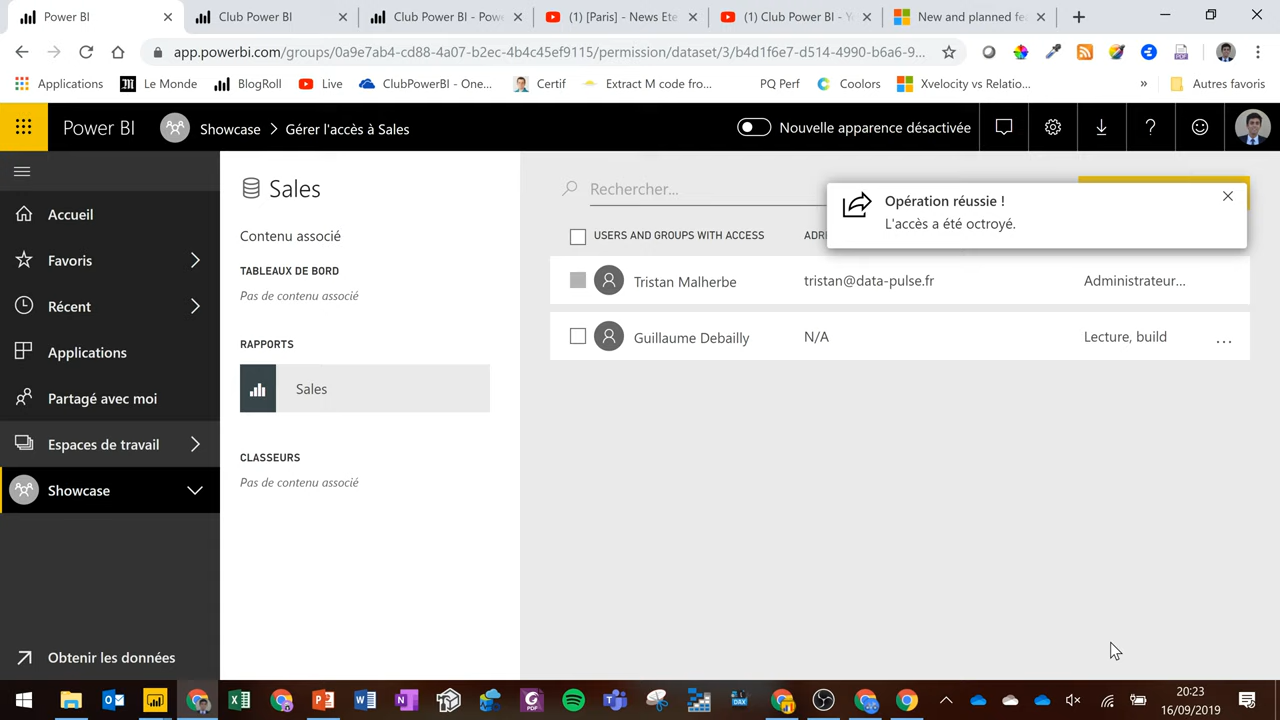 Power BI
Club Power BI
Club Power BI – Pow
(1) [Paris] - News Ete
(1) Club Power BI - Y
New and planned fe
app.powerbi.com/groups/0a9e7ab4-cd88-4a07-b2ec-4b4c45ef9115/permission/dataset/3/b4d1f6e7-d514-4990-b6a6-9...
Applications
Le Monde
BlogRoll
Live
ClubPowerBI - One...
Certif
Extract M code fro...
PQ Perf
Coolors
Xvelocity vs Relatio...
»
Autres favoris
Power BI
Showcase > Gérer l'accès à Sales
Nouvelle apparence désactivée
Accueil
Favoris
Récent
Applications
Partagé avec moi
Espaces de travail
Showcase
Obtenir les données
Sales
Contenu associé
TABLEAUX DE BORD
Pas de contenu associé
RAPPORTS
Sales
CLASSEURS
Pas de contenu associé
Rechercher...
Opération réussie !
L'accès a été octroyé.
USERS AND GROUPS WITH ACCESS
ADR
Tristan Malherbe
tristan@data-pulse.fr
Administrateur...
Guillaume Debailly
N/A
Lecture, build
...
20:23
16/09/2019